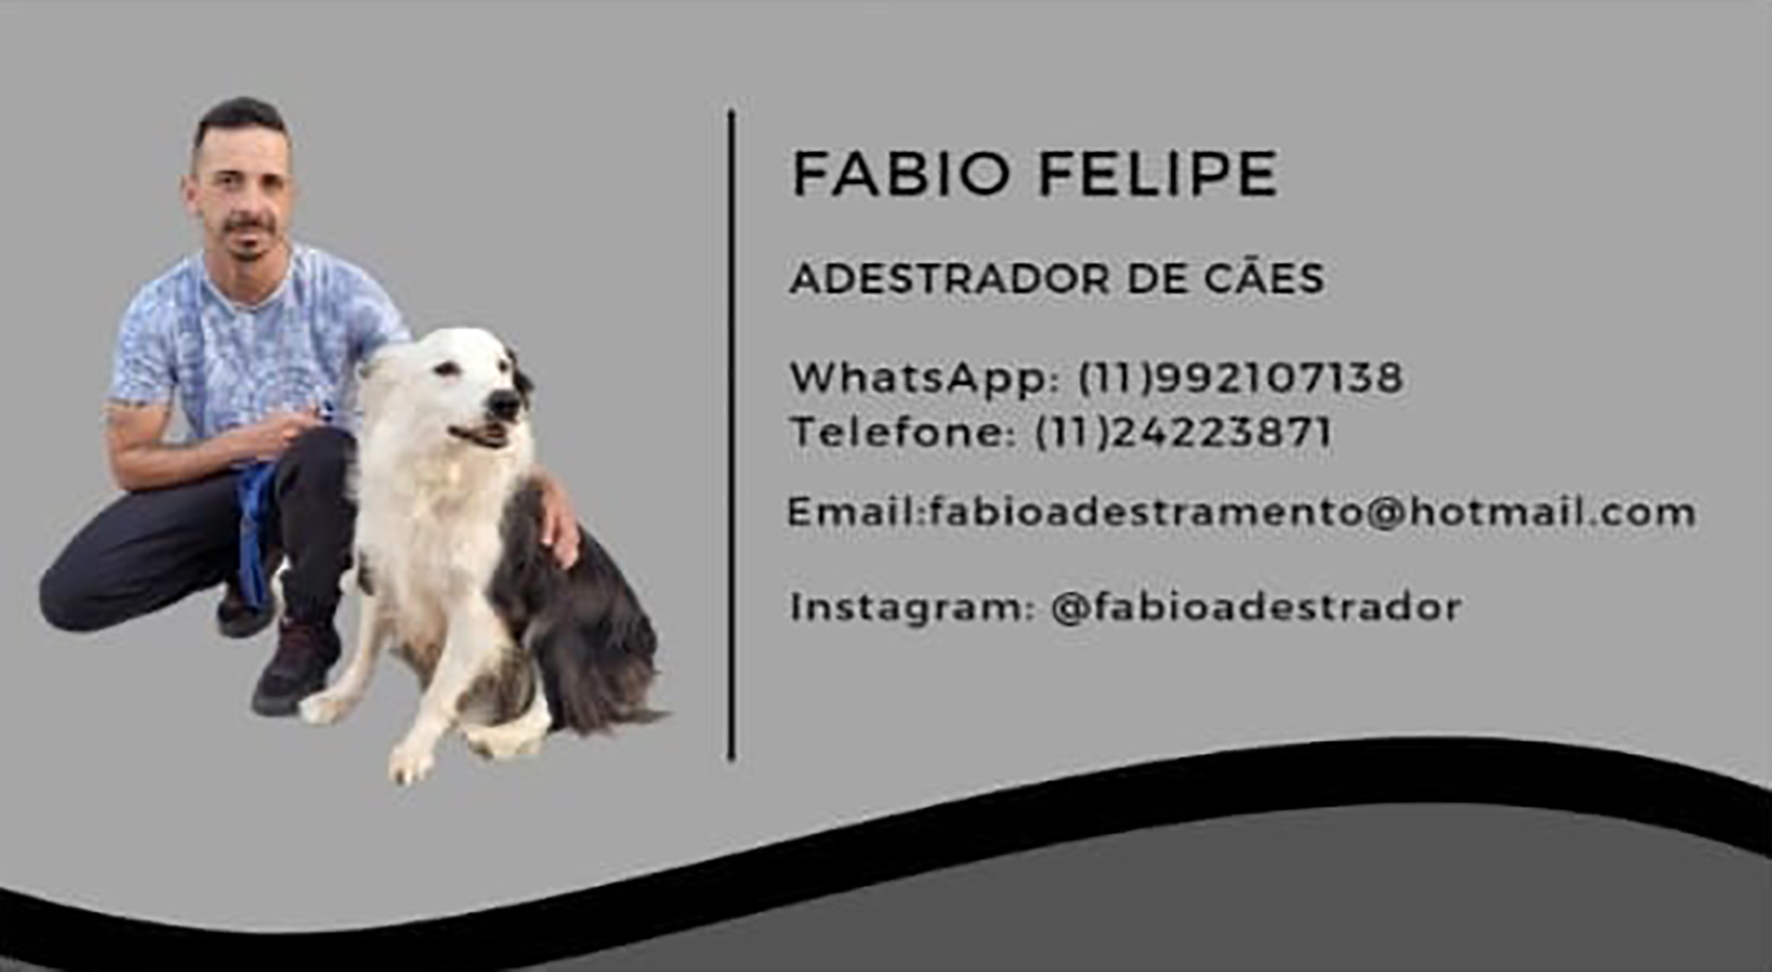 FABIO FELIPE
ADESTRADOR DE CÃES
WhatsApp: (11)992107138
Telefone: (11)24223871
Email:fabioadestramento@hotmail.com
Instagram: @fabioadestrador